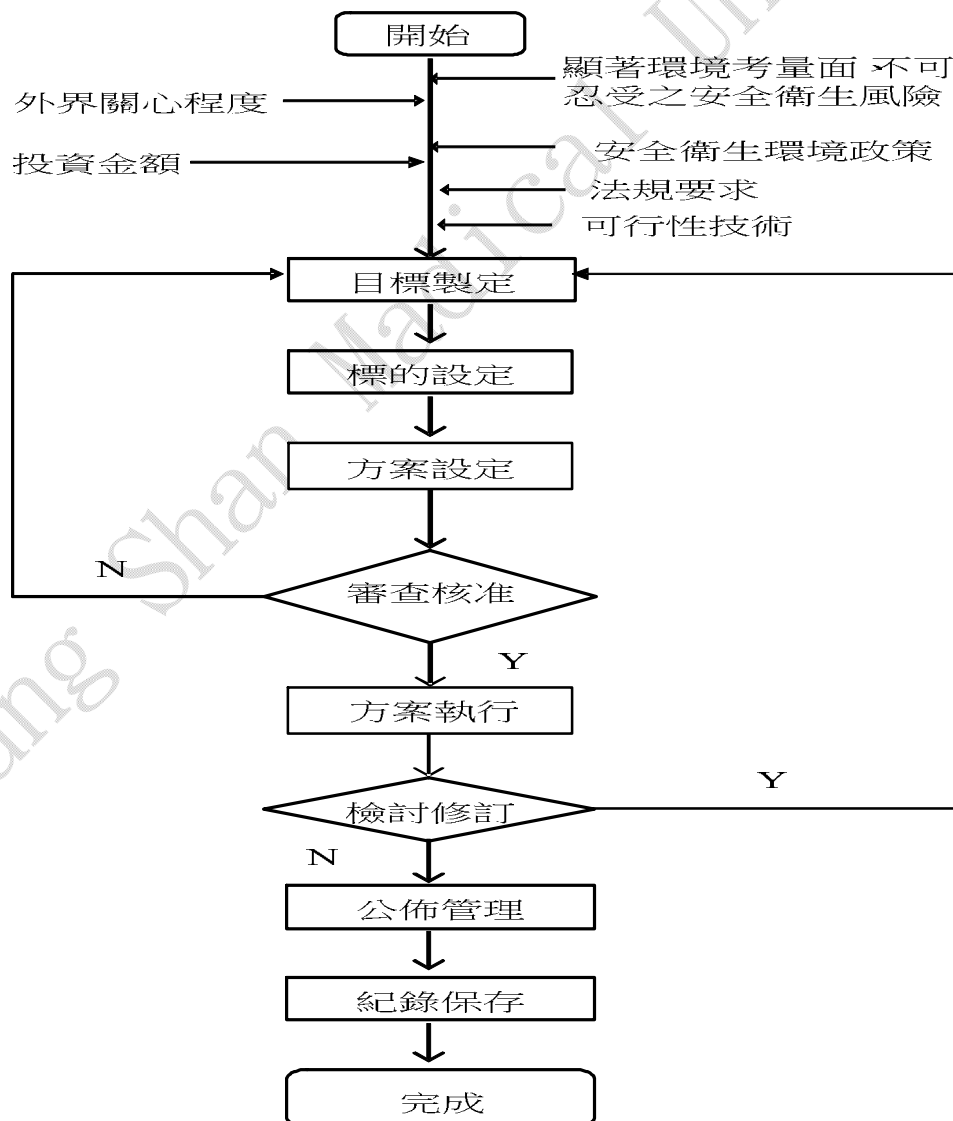 開始
顯著環境考量面 不可
忍受之安全衛生風險
外界關心程度
安全衛生環境政策
投資金額
法規要求
可行性技術
目標製定
標的設定
方案設定
審查核准
N
Y
方案執行
檢討修訂
Y
N
公佈管理
紀錄保存
完成
ang Shan Madical Un